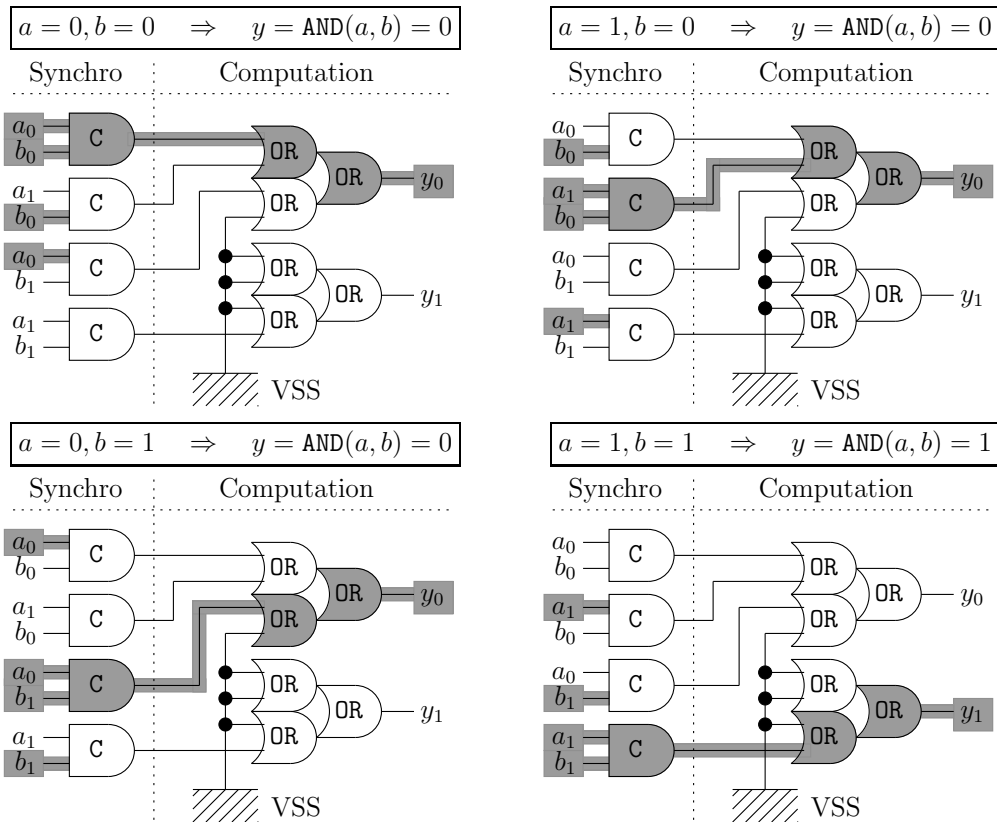 a = 0, b = 0 ⇒ y = AND(a, b) = 0
Synchro Computation
a₀
b₀
C
a₁
b₀
C
a₀
b₁
C
a₁
b₁
C
OR
OR
OR
y₀
OR
OR
OR
y₁
VSS
a = 1, b = 0 ⇒ y = AND(a, b) = 0
Synchro Computation
a₀
b₀
C
a₁
b₀
C
a₀
b₁
C
a₁
b₁
C
OR
OR
OR
y₀
OR
OR
OR
y₁
VSS
a = 0, b = 1 ⇒ y = AND(a, b) = 0
Synchro Computation
a₀
b₀
C
a₁
b₀
C
a₀
b₁
C
a₁
b₁
C
OR
OR
OR
y₀
OR
OR
OR
y₁
VSS
a = 1, b = 1 ⇒ y = AND(a, b) = 1
Synchro Computation
a₀
b₀
C
a₁
b₀
C
a₀
b₁
C
a₁
b₁
C
OR
OR
OR
y₀
OR
OR
OR
y₁
VSS